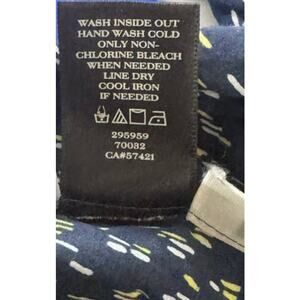 WASH INSIDE OUT
HAND WASH COLD
ONLY NON-
CHLORINE BLEACH
WHEN NEEDED
LINE DRY
COOL IRON
IF NEEDED
295959
70032
CA#57421